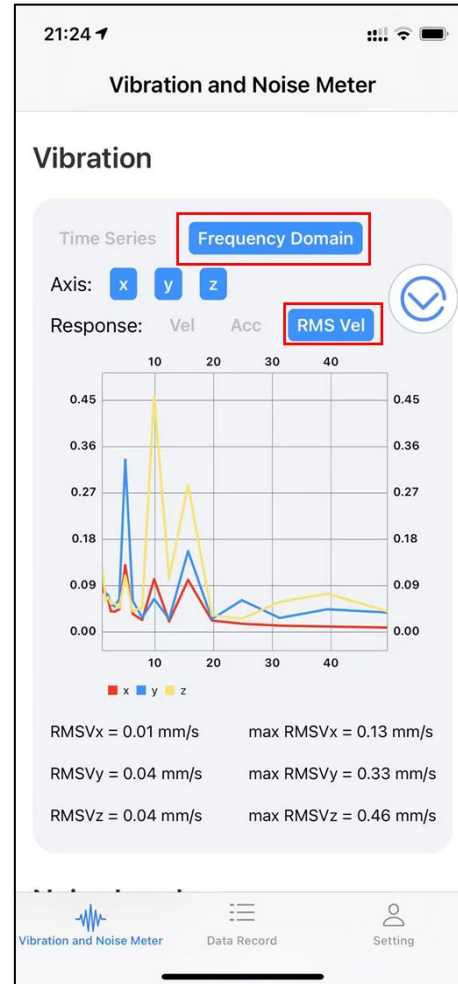 21:24
Vibration and Noise Meter
Vibration
Time Series Frequency Domain
Axis: x y z
Response: Vel Acc RMS Vel
10 20 30 40
0.45 0.45
0.36 0.36
0.27 0.27
0.18 0.18
0.09 0.09
0.00 0.00
10 20 30 40
x y z
RMSVx = 0.01 mm/s max RMSVx = 0.13 mm/s
RMSVy = 0.04 mm/s max RMSVy = 0.33 mm/s
RMSVz = 0.04 mm/s max RMSVz = 0.46 mm/s
Vibration and Noise Meter Data Record Setting